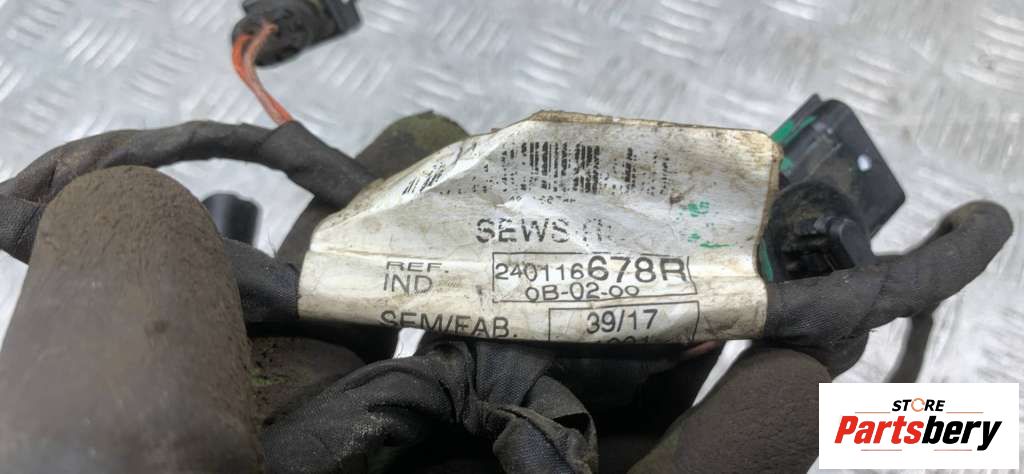 SEWS
REF. 240116678R
IND 0B-02-00
SEM/FAB. 39/17
STORE
Partsbery